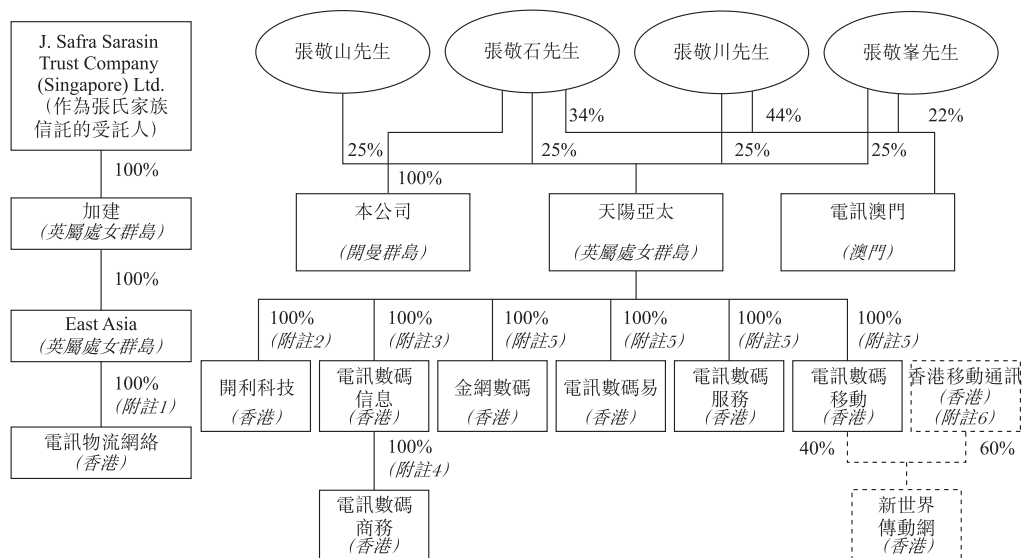 J. Safra Sarasin
Trust Company
(Singapore) Ltd.
(作為張氏家族
信託的受託人)
張敬山先生
張敬石先生
張敬川先生
張敬峯先生
34%
44%
22%
25%
25%
25%
25%
100%
100%
加建
(英屬處女群島)
本公司
(開曼群島)
天陽亞太
(英屬處女群島)
電訊澳門
(澳門)
100%
East Asia
(英屬處女群島)
100%
(附註2)
100%
(附註3)
100%
(附註5)
100%
(附註5)
100%
(附註5)
100%
(附註5)
100%
(附註1)
開利科技
(香港)
電訊數碼
信息
(香港)
金網數碼
(香港)
電訊數碼易
(香港)
電訊數碼
服務
(香港)
電訊數碼
移動
(香港)
香港移動通訊
(香港)
(附註6)
電訊物流網絡
(香港)
100%
(附註4)
40%
60%
電訊數碼
商務
(香港)
新世界
傳動網
(香港)